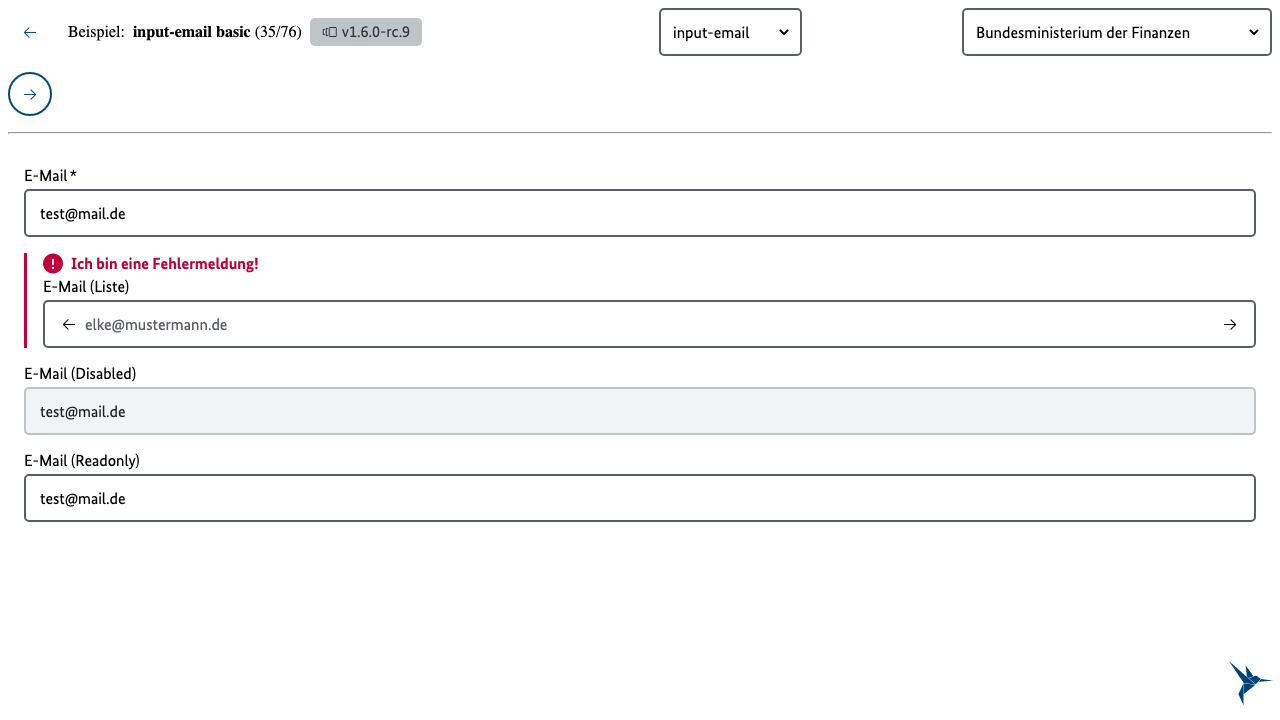 Beispiel: input-email basic (35/76) v1.6.0-rc.9 input-email Bundesministerium der Finanzen
E-Mail*
test@mail.de
Ich bin eine Fehlermeldung!
E-Mail (Liste)
elke@mustermann.de
E-Mail (Disabled)
test@mail.de
E-Mail (Readonly)
test@mail.de